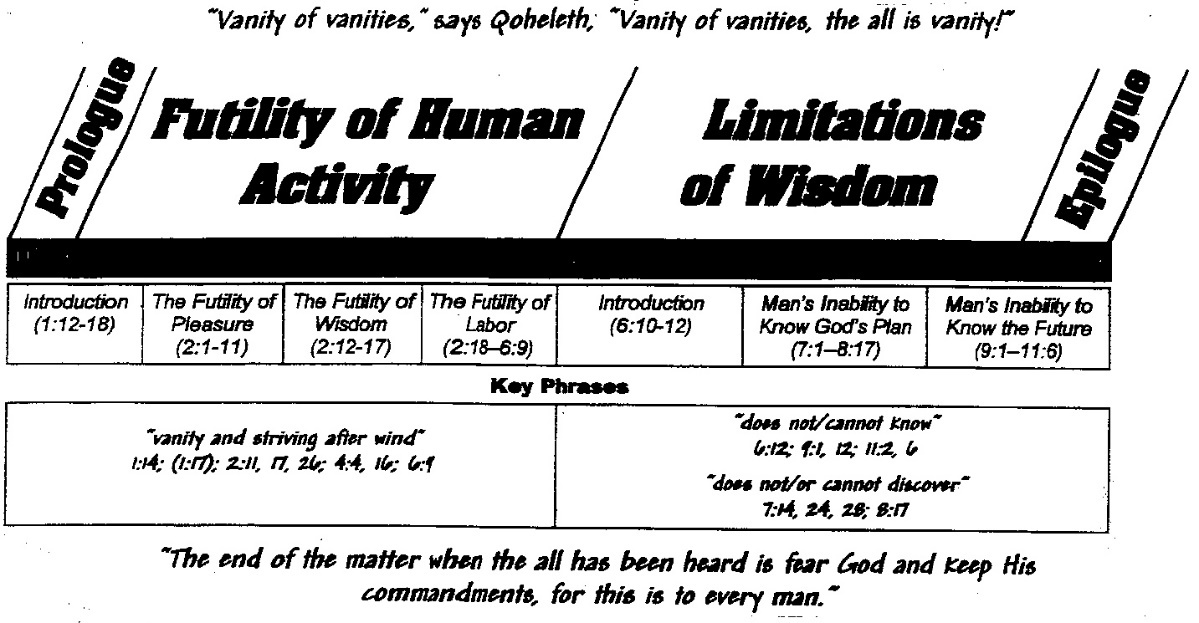 "Vanity of vanities," says Qoheleth, "Vanity of vanities, the all is vanity!"
Prologue
Futility of Human
Activity
Limitations
of Wisdom
Epilogue
Introduction
(1:12-18)
The Futility of
Pleasure
(2:1-11)
The Futility of
Wisdom
(2:12-17)
The Futility of
Labor
(2:18–6:9)
Introduction
(6:10-12)
Man's Inability to
Know God's Plan
(7:1–8:17)
Man's Inability to
Know the Future
(9:1–11:6)
Key Phrases
"vanity and striving after wind"
1:14; (1:17); 2:11, 17, 26; 4:4, 16; 6:9
"does not/cannot know"
6:12; 9:1, 12; 11:2, 6
"does not/or cannot discover"
7:14, 24, 28; 8:17
"The end of the matter when the all has been heard is fear God and keep His
commandments, for this is to every man."